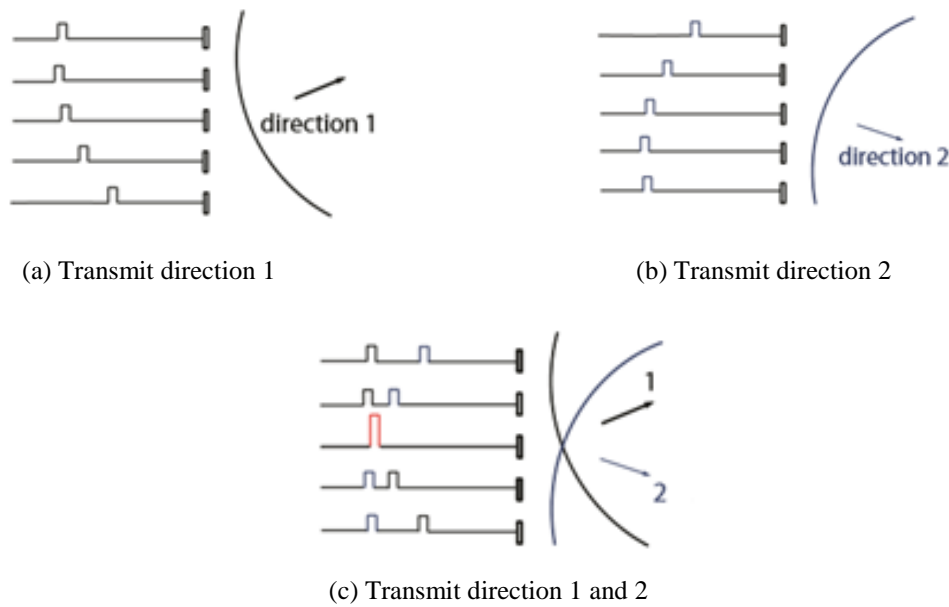 direction 1
direction 2
(a) Transmit direction 1
(b) Transmit direction 2
1
2
(c) Transmit direction 1 and 2